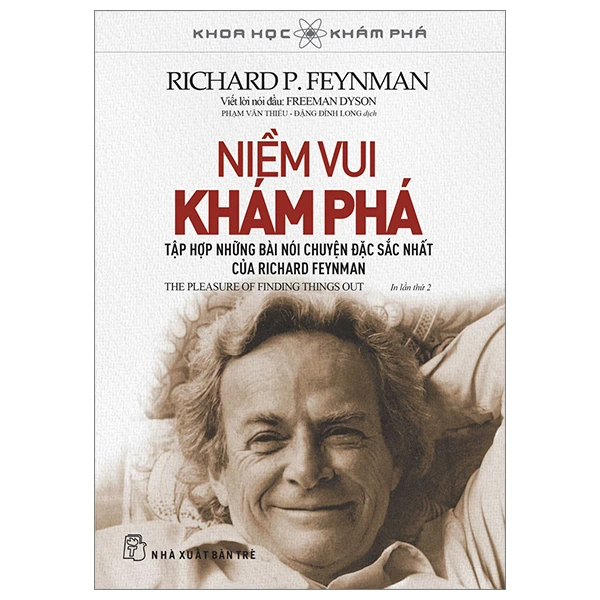 KHOA HỌC KHÁM PHÁ
RICHARD P. FEYNMAN
Viết lời nói đầu: FREEMAN DYSON
PHẠM VĂN THIỀU - ĐẶNG ĐÌNH LONG dịch
NIỀM VUI
KHÁM PHÁ
TẬP HỢP NHỮNG BÀI NÓI CHUYỆN ĐẶC SẮC NHẤT
CỦA RICHARD FEYNMAN
THE PLEASURE OF FINDING THINGS OUT In lần thứ 2
NHÀ XUẤT BẢN TRẺ